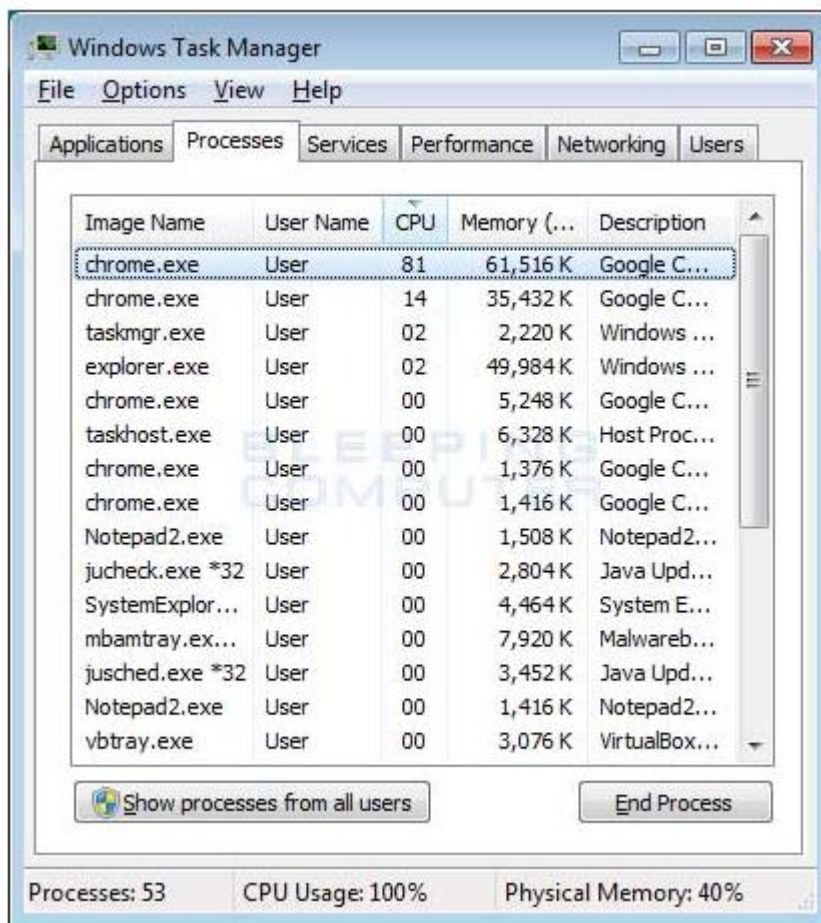 Windows Task Manager
File Options View Help
Applications Processes Services Performance Networking Users
Image Name User Name CPU Memory (... Description
chrome.exe User 81 61,516 K Google C...
chrome.exe User 14 35,432 K Google C...
taskmgr.exe User 02 2,220 K Windows ...
explorer.exe User 02 49,984 K Windows ...
chrome.exe User 00 5,248 K Google C...
taskhost.exe User 00 6,328 K Host Proc...
chrome.exe User 00 1,376 K Google C...
chrome.exe User 00 1,416 K Google C...
Notepad2.exe User 00 1,508 K Notepad2...
jucheck.exe *32 User 00 2,804 K Java Upd...
SystemExplor... User 00 4,464 K System E...
mbamtray.ex... User 00 7,920 K Malwareb...
jusched.exe *32 User 00 3,452 K Java Upd...
Notepad2.exe User 00 1,416 K Notepad2...
vbtray.exe User 00 3,076 K VirtualBox...
BLEEPING
COMPUTER
Show processes from all users End Process
Processes: 53 CPU Usage: 100% Physical Memory: 40%